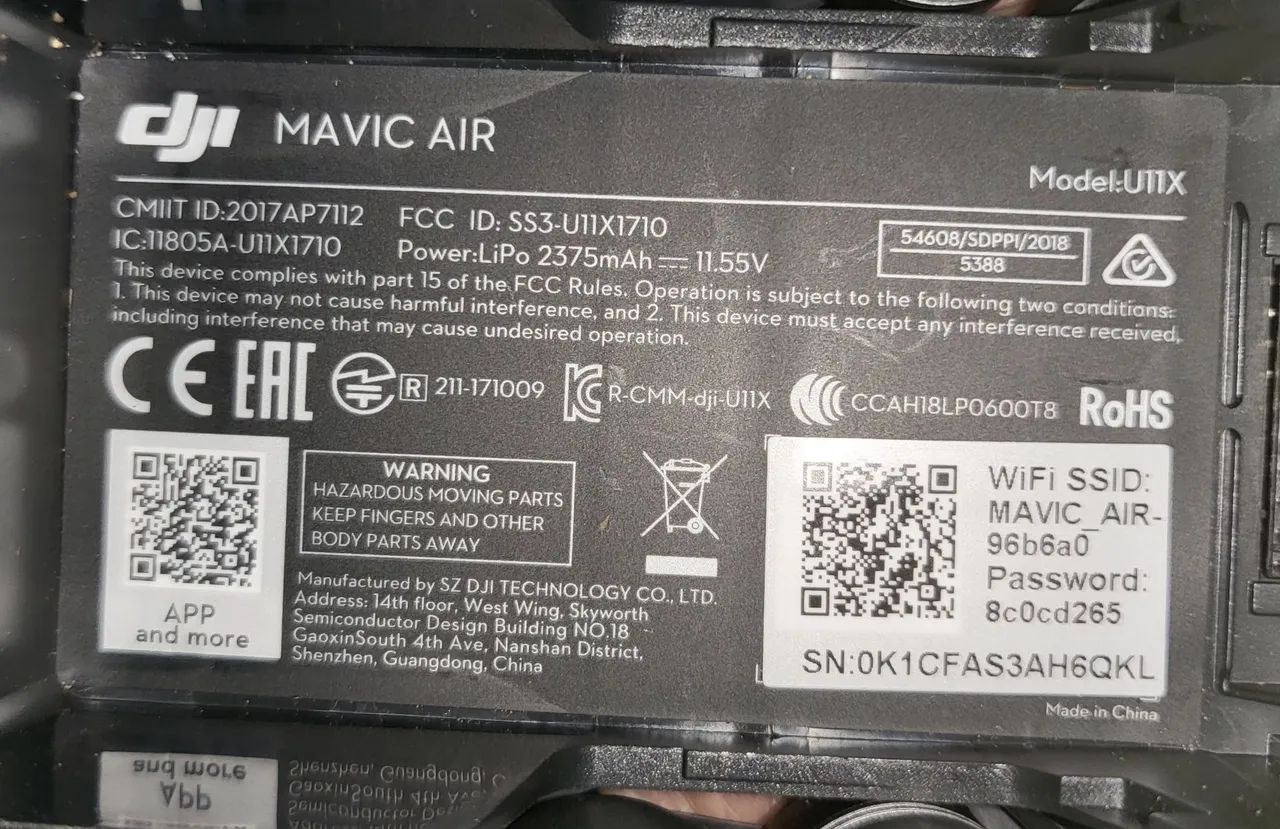 dji MAVIC AIR
Model:U11X
CMIIT ID:2017AP7112 FCC ID: SS3-U11X1710
IC:11805A-U11X1710 Power:LiPo 2375mAh ⎓ 11.55V
54608/SDPPI/2018
5388
This device complies with part 15 of the FCC Rules. Operation is subject to the following two conditions:
1. This device may not cause harmful interference, and 2. This device must accept any interference received,
including interference that may cause undesired operation.
CE EAC R 211-171009 KC R-CMM-dji-U11X CCAH18LP0600T8 RoHS
APP
and more
WARNING
HAZARDOUS MOVING PARTS
KEEP FINGERS AND OTHER
BODY PARTS AWAY
Manufactured by SZ DJI TECHNOLOGY CO., LTD.
Address: 14th floor, West Wing, Skyworth
Semiconductor Design Building NO.18
GaoxinSouth 4th Ave, Nanshan District,
Shenzhen, Guangdong, China
WiFi SSID:
MAVIC_AIR-
96b6a0
Password:
8c0cd265
SN:0K1CFAS3AH6QKL
Made in China